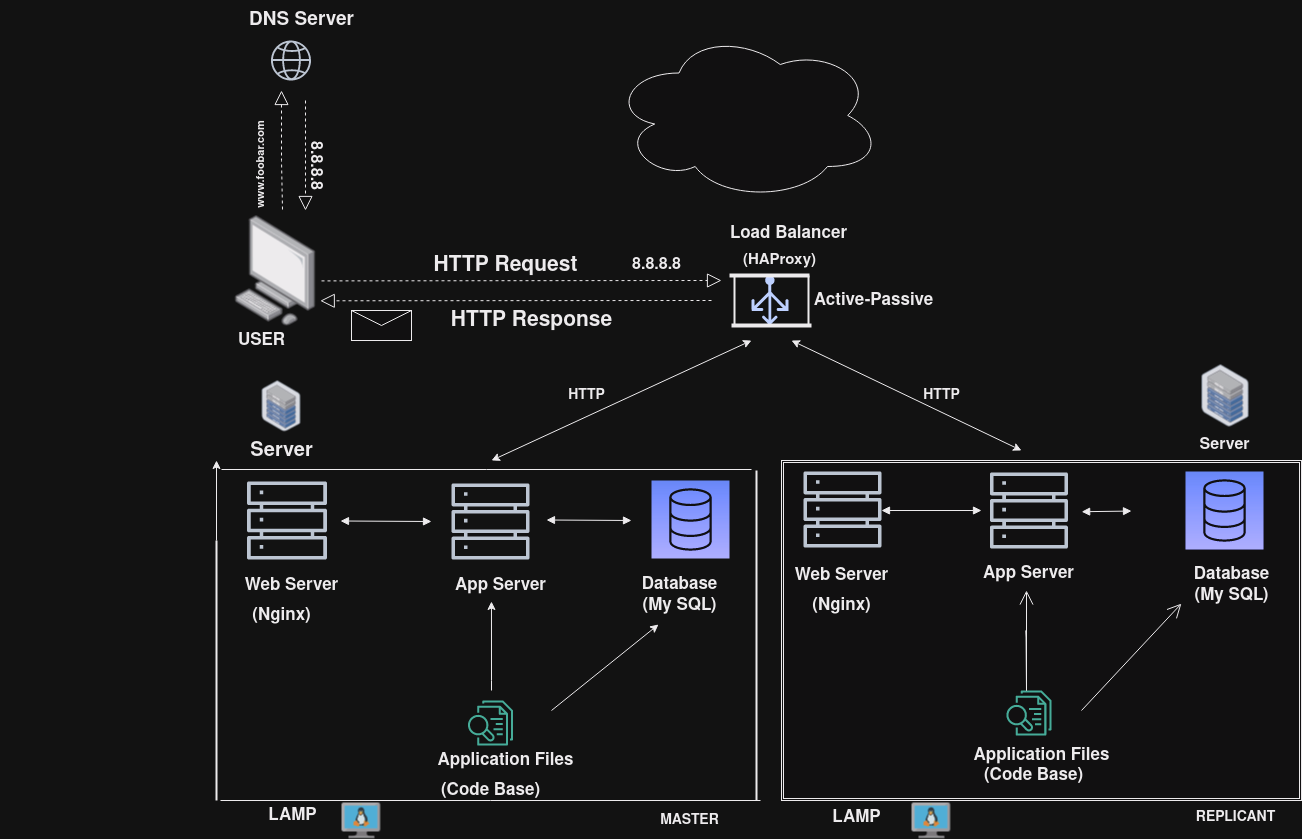 DNS Server
www.foobar.com
8.8.8.8
HTTP Request
8.8.8.8
HTTP Response
USER
Load Balancer
(HAProxy)
Active-Passive
HTTP
HTTP
Server
Server
Web Server
(Nginx)
App Server
Database
(My SQL)
Application Files
(Code Base)
LAMP
MASTER
Web Server
(Nginx)
App Server
Database
(My SQL)
Application Files
(Code Base)
LAMP
REPLICANT